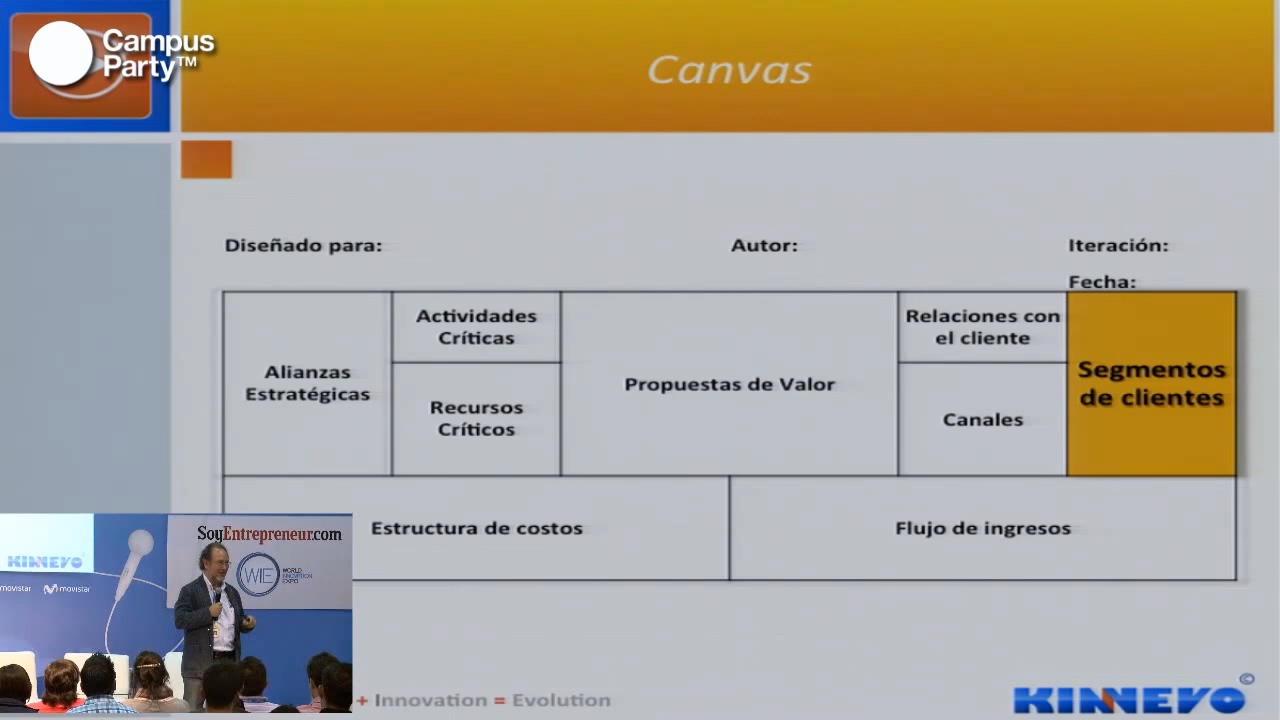 Campus
Party™
Canvas
Diseñado para:
Autor:
Iteración:
Fecha:
Alianzas
Estratégicas
Actividades
Críticas
Recursos
Críticos
Propuestas de Valor
Relaciones con
el cliente
Canales
Segmentos
de clientes
Estructura de costos
Flujo de ingresos
SoyEntrepreneur.com
WIE
WORLD
INNOVATION
EXPO
KINNEVO
movistar
movistar
+ Innovation = Evolution
KINNEVO ©